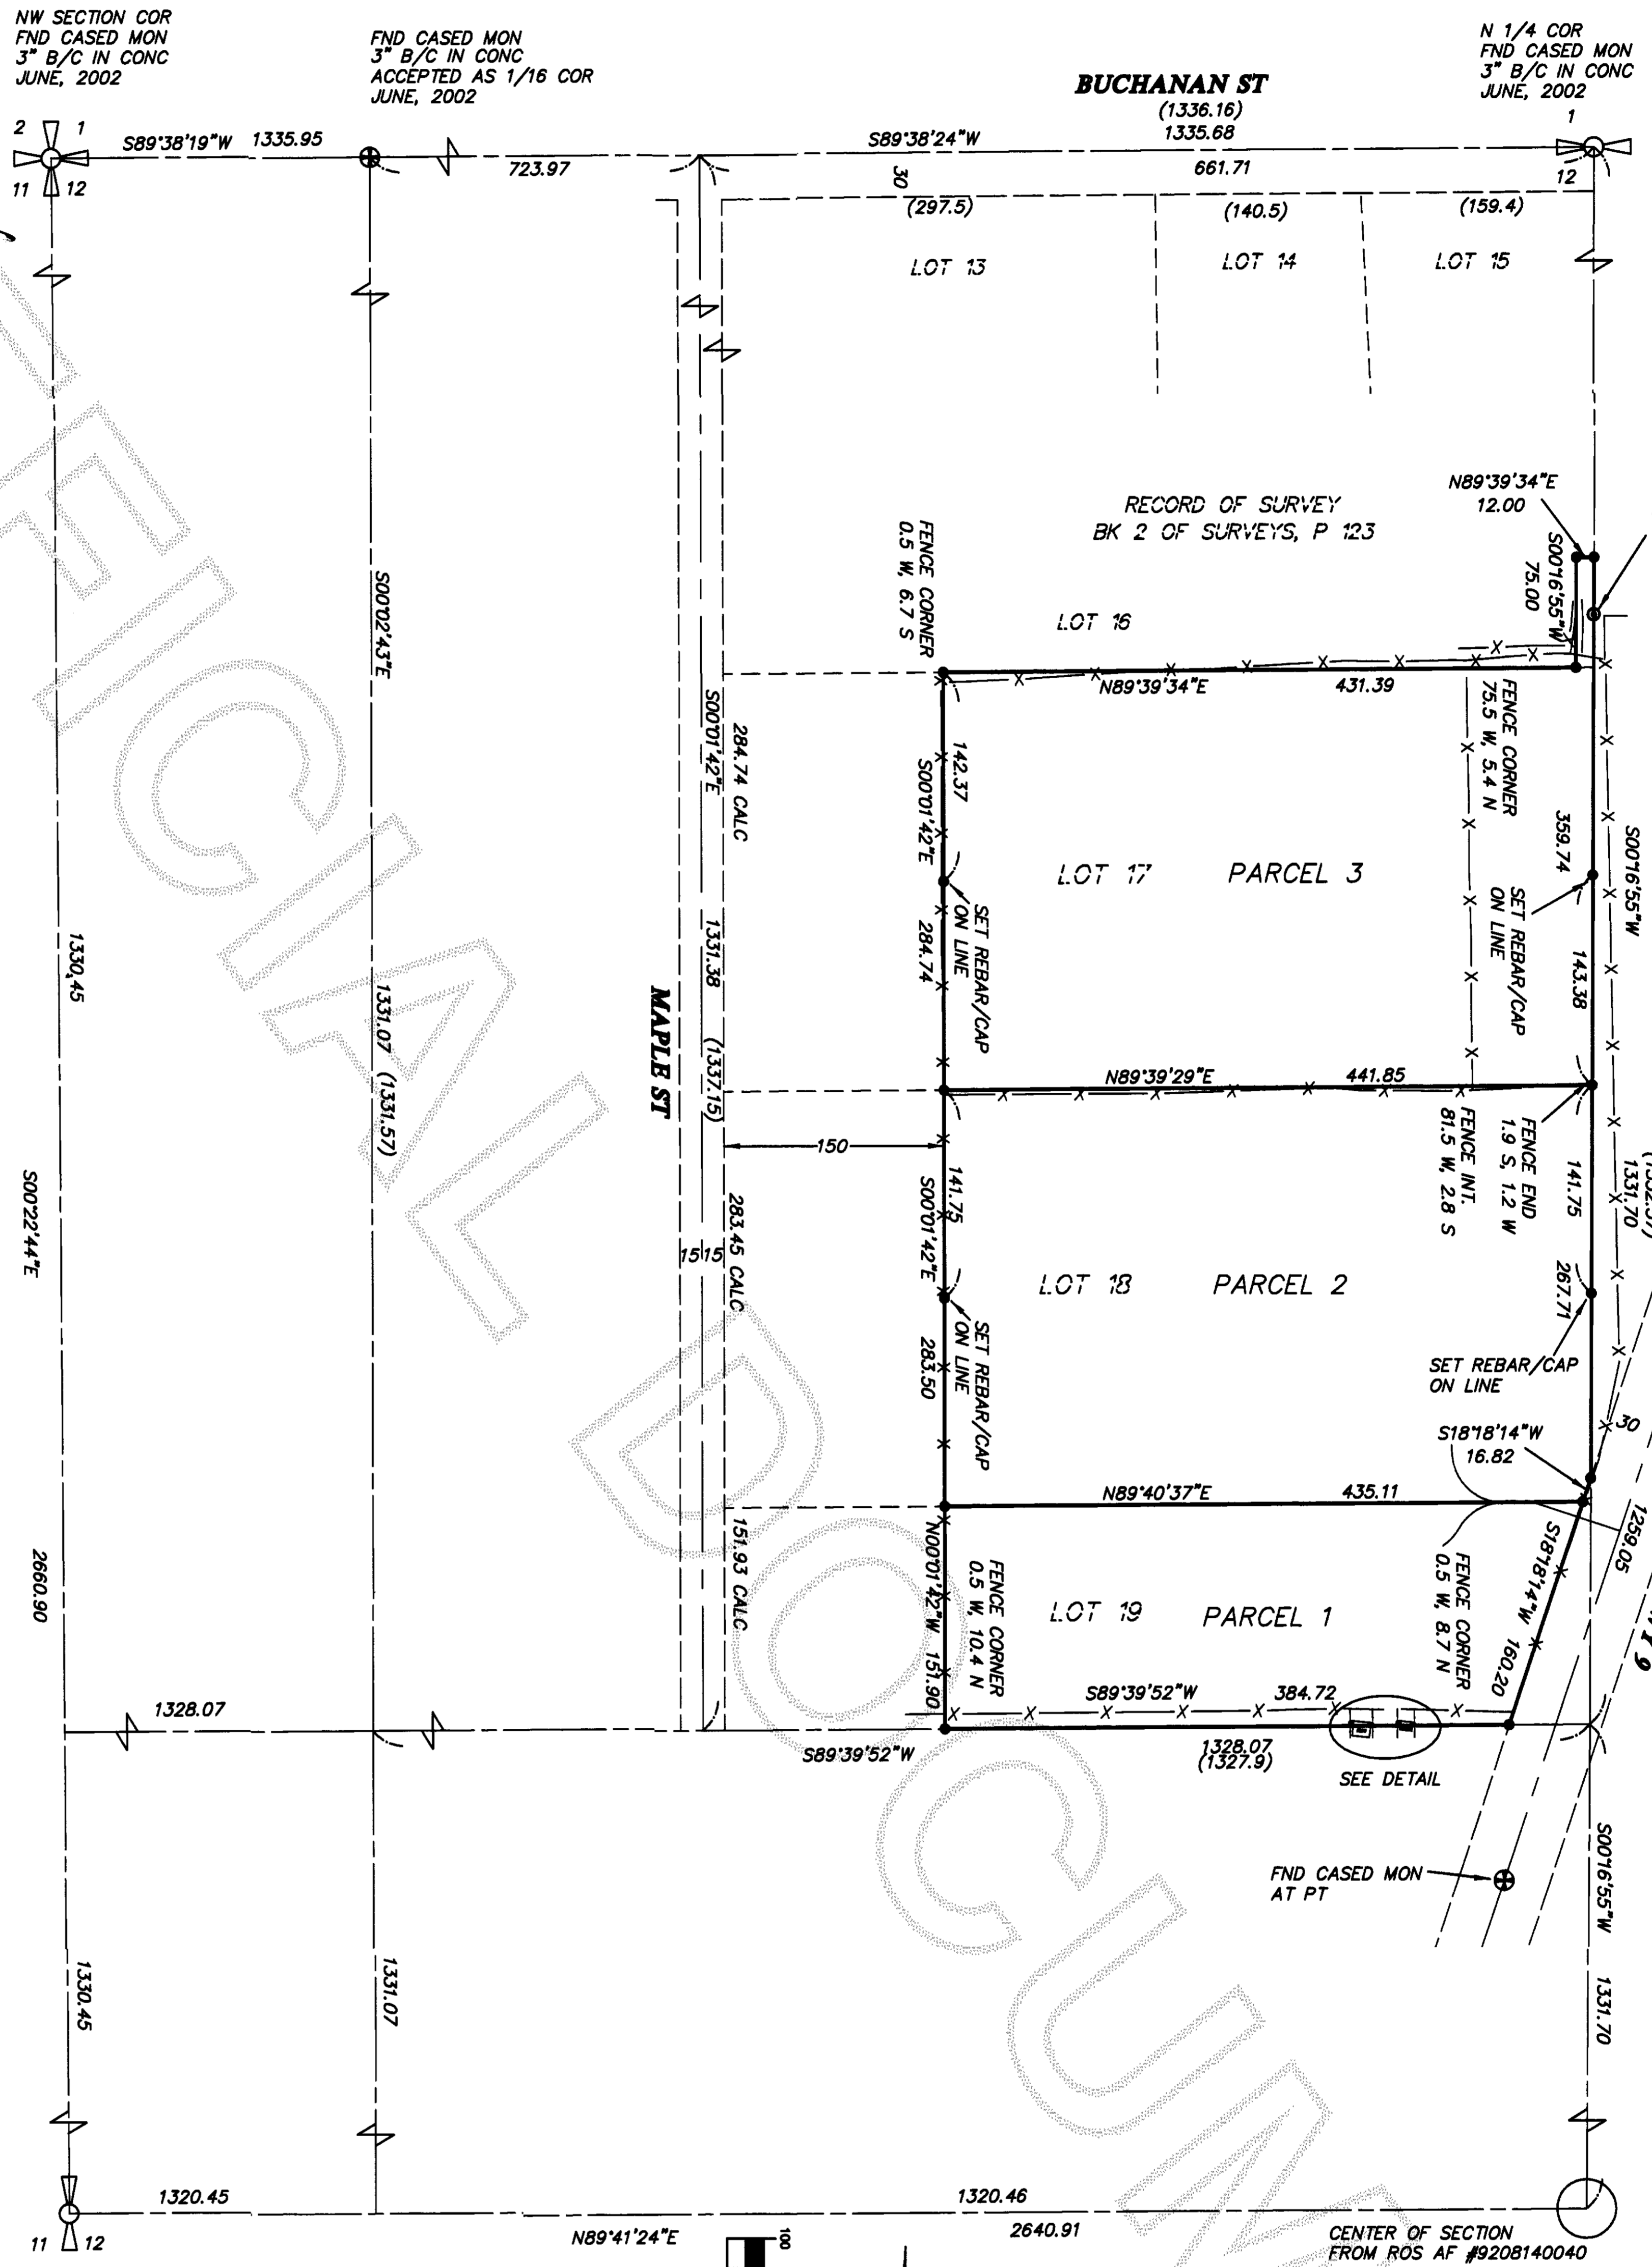 NW SECTION COR
FND CASED MON
3" B/C IN CONC
JUNE, 2002
FND CASED MON
3" B/C IN CONC
ACCEPTED AS 1/16 COR
JUNE, 2002
N 1/4 COR
FND CASED MON
3" B/C IN CONC
JUNE, 2002
BUCHANAN ST
(1336.16)
1335.68
2 1
11 12
S89°38'19"W 1335.95
723.97
S89°38'24"W
661.71
1
12
30
(297.5)
(140.5)
(159.4)
LOT 13
LOT 14
LOT 15
RECORD OF SURVEY
BK 2 OF SURVEYS, P 123
N89°39'34"E
12.00
S00°16'55"W
75.00
FENCE CORNER
0.5 W, 6.7 S
LOT 16
N89°39'34"E 431.39
FENCE CORNER
75.5 W, 5.4 N
S00°02'43"E
S00°01'42"E
284.74 CALC
142.37
S00°01'42"E
LOT 17 PARCEL 3
359.74
S00°16'55"W
SET REBAR/CAP
ON LINE
SET REBAR/CAP
ON LINE
284.74
143.38
1330.45
1331.07 (1331.57)
MAPLE ST
1331.38 (1337.15)
N89°39'29"E 441.85
150
FENCE END
1.9 S, 1.2 W
FENCE INT.
81.5 W, 2.8 S
141.75
1331.70
S00°22'44"E
283.45 CALC
15 15
141.75
S00°01'42"E
LOT 18 PARCEL 2
267.71
SET REBAR/CAP
ON LINE
283.50
SET REBAR/CAP
ON LINE
30
S18°18'14"W
16.82
N89°40'37"E 435.11
1259.05
2660.90
151.93 CALC
N00°01'42"W 151.90
FENCE CORNER
0.5 W, 10.4 N
LOT 19 PARCEL 1
FENCE CORNER
0.5 W, 8.7 N
S18°18'14"W 160.20
Y 9
1328.07
S89°39'52"W 384.72
S89°39'52"W
1328.07
(1327.9)
SEE DETAIL
FND CASED MON
AT PT
S00°16'55"W 1331.70
1330.45
1331.07
1320.45
1320.46
N89°41'24"E
2640.91
11 12
100
CENTER OF SECTION
FROM ROS AF #9208140040
FICIAL DOCUM